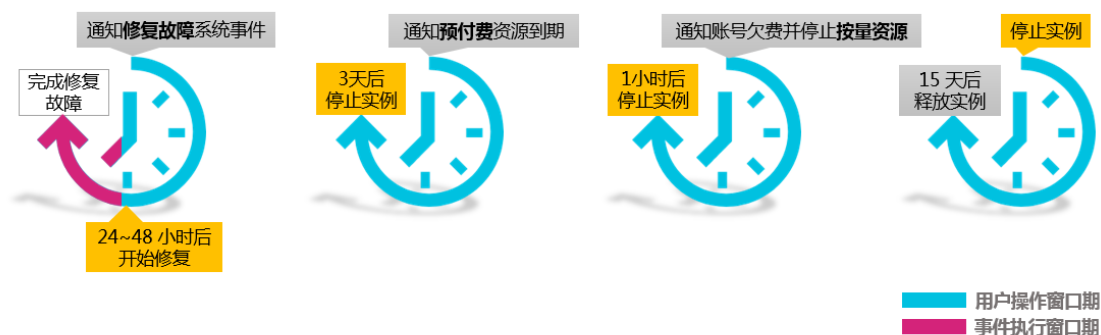 通知修复故障系统事件
完成修复
故障
24~48 小时后
开始修复
通知预付费资源到期
3天后
停止实例
通知账号欠费并停止按量资源
1小时后
停止实例
停止实例
15 天后
释放实例
用户操作窗口期
事件执行窗口期